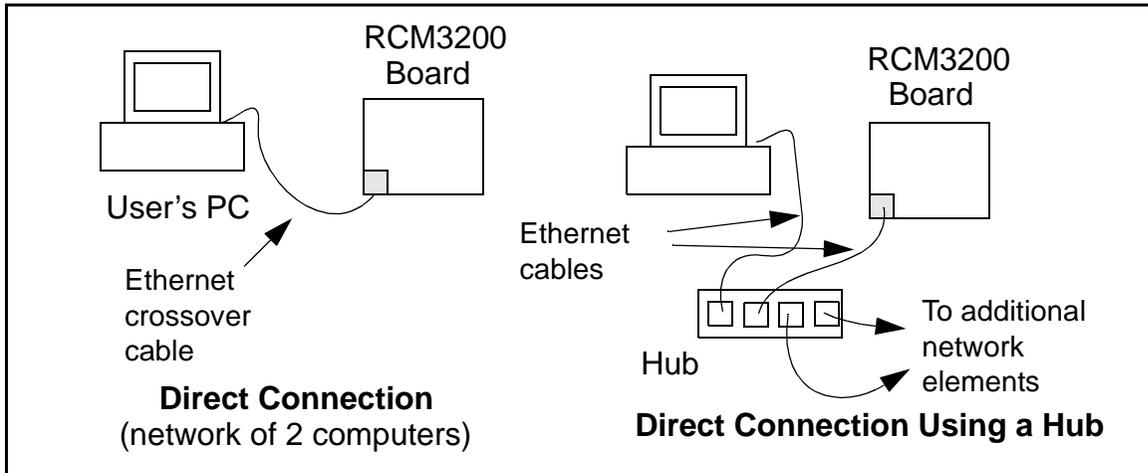 RCM3200
Board
User's PC
Ethernet
crossover
cable
Direct Connection
(network of 2 computers)
RCM3200
Board
Ethernet
cables
Hub
To additional
network
elements
Direct Connection Using a Hub